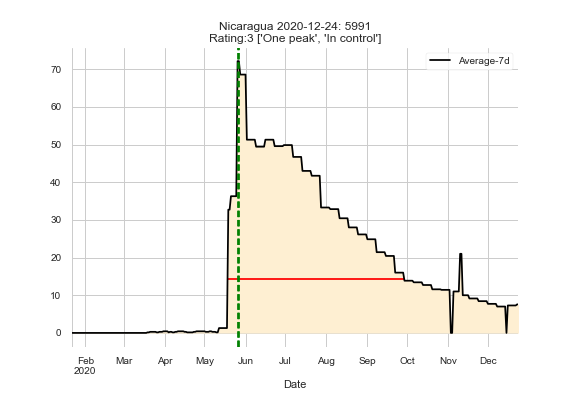 Nicaragua 2020-12-24: 5991
Rating:3 ['One peak', 'In control']
Average-7d
70
60
50
40
30
20
10
0
Feb Mar Apr May Jun Jul Aug Sep Oct Nov Dec
2020
Date